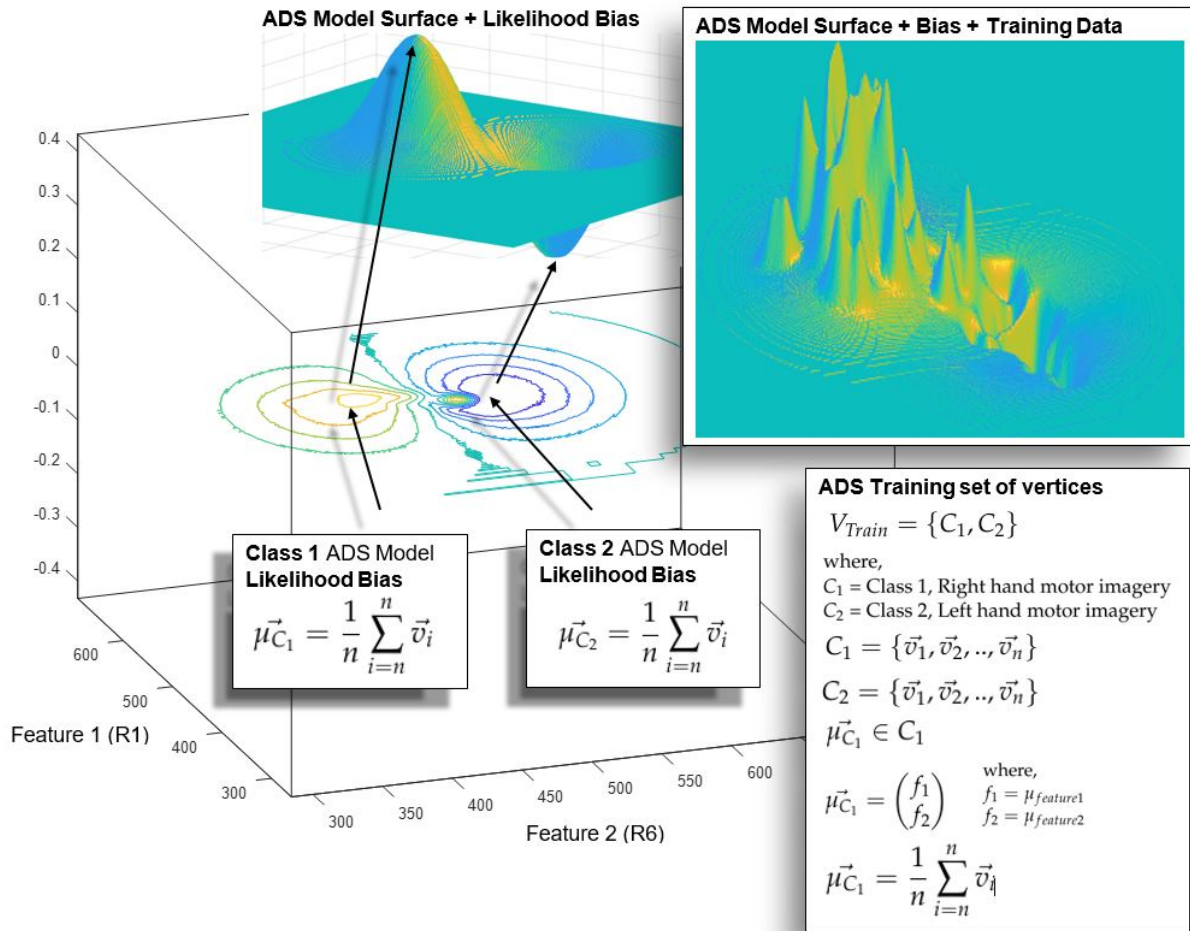 ADS Model Surface + Likelihood Bias
ADS Model Surface + Bias + Training Data
0.4
0.3
0.2
0.1
0
-0.1
-0.2
-0.3
-0.4
600
500
400
300
Feature 1 (R1)
300
350
400
450
500
550
600
Feature 2 (R6)
Class 1 ADS Model
Likelihood Bias
$\vec{\mu_{C_1}} = \frac{1}{n} \sum_{i=n}^{n} \vec{v}_i$
Class 2 ADS Model
Likelihood Bias
$\vec{\mu_{C_2}} = \frac{1}{n} \sum_{i=n}^{n} \vec{v}_i$
ADS Training set of vertices
$V_{Train} = \{C_1, C_2\}$
where,
$C_1$ = Class 1, Right hand motor imagery
$C_2$ = Class 2, Left hand motor imagery
$C_1 = \{\vec{v_1}, \vec{v_2}, .., \vec{v_n}\}$
$C_2 = \{\vec{v_1}, \vec{v_2}, .., \vec{v_n}\}$
$\vec{\mu_{C_1}} \in C_1$
$\vec{\mu_{C_1}} = \begin{pmatrix} f_1 \\ f_2 \end{pmatrix}$
where,
$f_1 = \mu_{feature1}$
$f_2 = \mu_{feature2}$
$\vec{\mu_{C_1}} = \frac{1}{n} \sum_{i=n}^{n} \vec{v}_i$